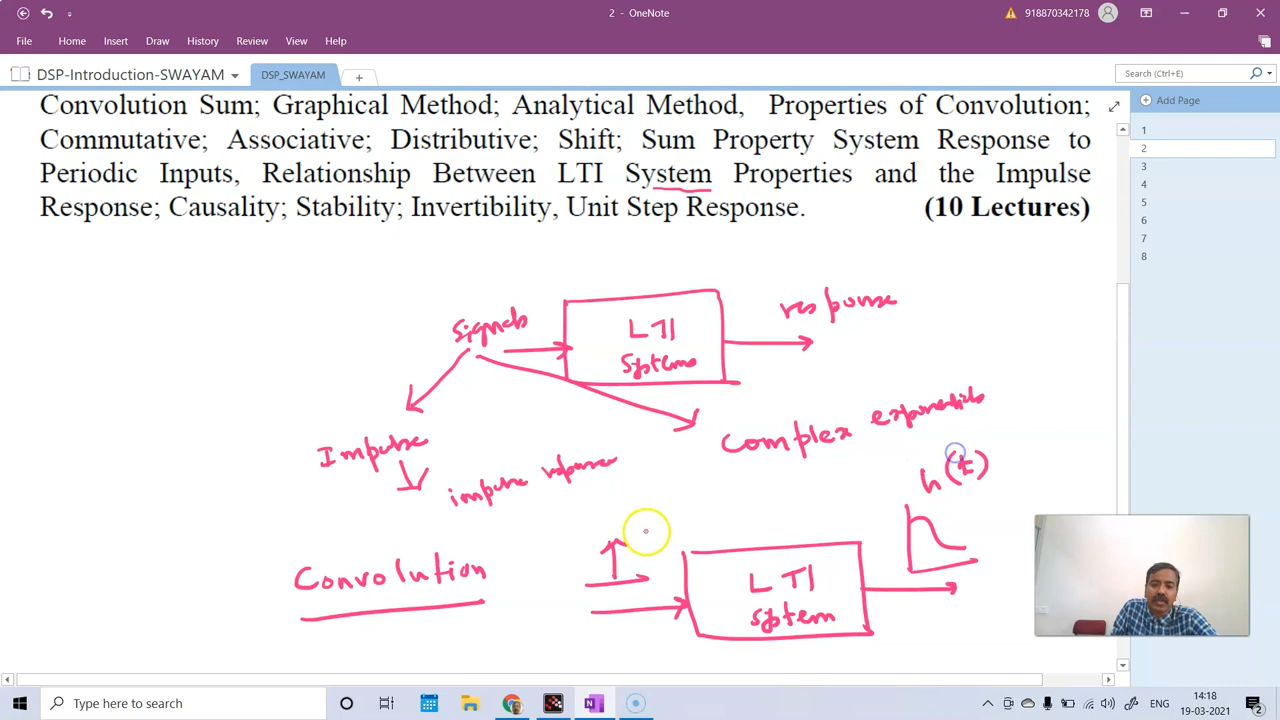 2 - OneNote
918870342178
File Home Insert Draw History Review View Help
DSP-Introduction-SWAYAM
DSP_SWAYAM
Search (Ctrl+E)
Convolution Sum; Graphical Method; Analytical Method, Properties of Convolution;
Commutative; Associative; Distributive; Shift; Sum Property System Response to
Periodic Inputs, Relationship Between LTI System Properties and the Impulse
Response; Causality; Stability; Invertibility, Unit Step Response. (10 Lectures)
Add Page
1
2
3
4
5
6
7
8
Signals
LTI
Systems
response
Impulse
impulse response
complex exponentials
h(t)
Convolution
LTI
system
Type here to search
ENG
14:18
19-03-2021
2